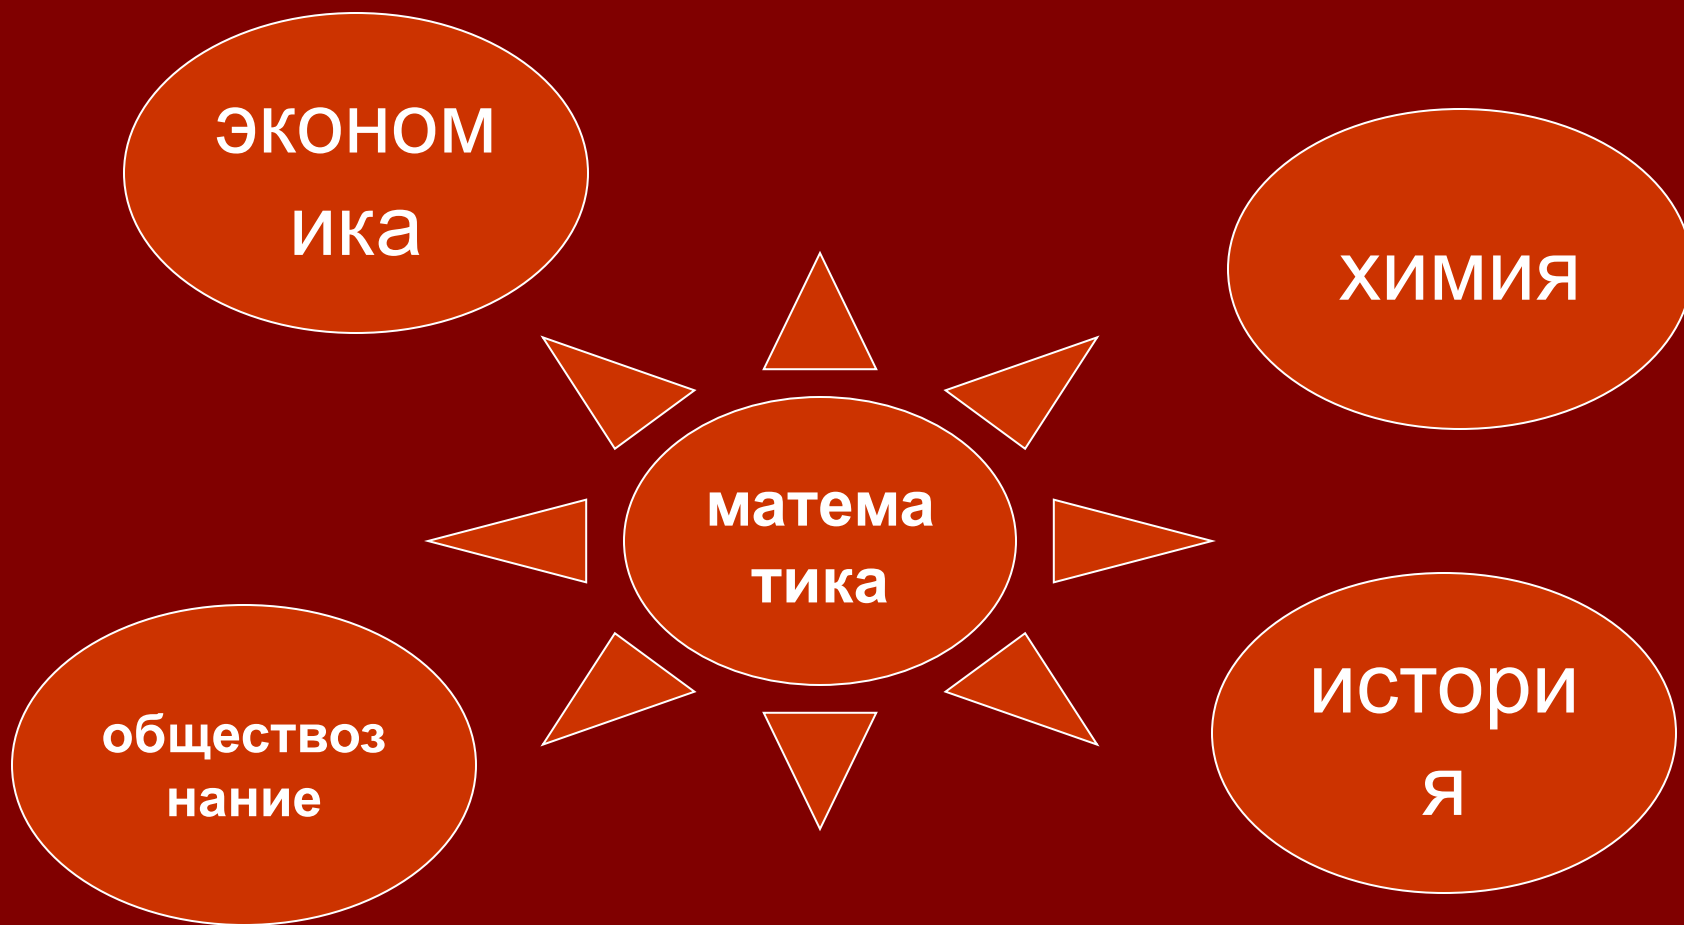 эконом
ика
химия
матема
тика
обществоз
нание
истори
я